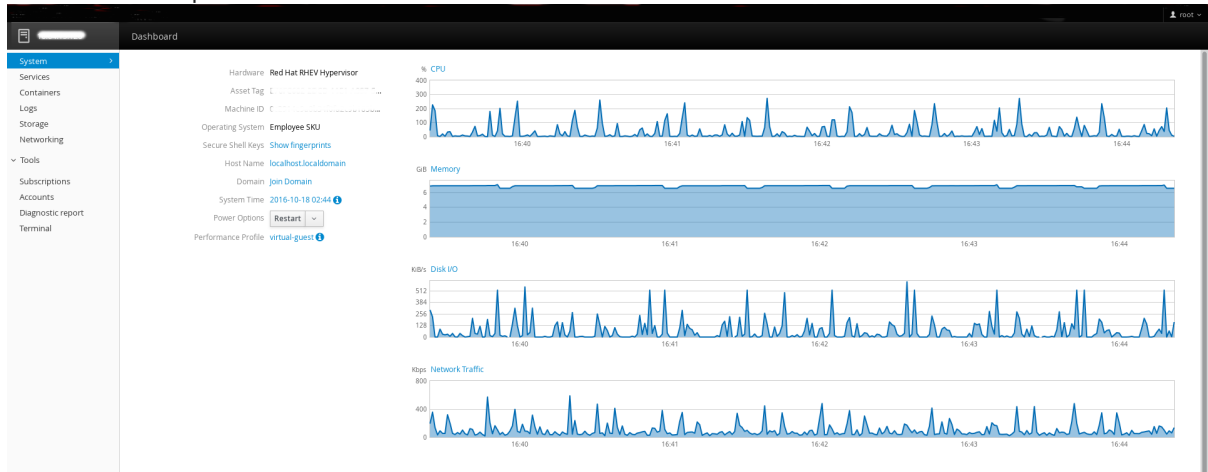 root
Dashboard
System
Services
Containers
Logs
Storage
Networking
Tools
Subscriptions
Accounts
Diagnostic report
Terminal
Hardware Red Hat RHEV Hypervisor
Asset Tag
Machine ID
Operating System Employee SKU
Secure Shell Keys Show fingerprints
Host Name localhost.localdomain
Domain Join Domain
System Time 2016-10-18 02:44
Power Options Restart
Performance Profile virtual-guest
% CPU
400
300
200
100
0
16:40 16:41 16:42 16:43 16:44
GiB Memory
6
4
2
0
16:40 16:41 16:42 16:43 16:44
KiB/s Disk I/O
512
384
256
128
0
16:40 16:41 16:42 16:43 16:44
Kbps Network Traffic
800
400
0
16:40 16:41 16:42 16:43 16:44